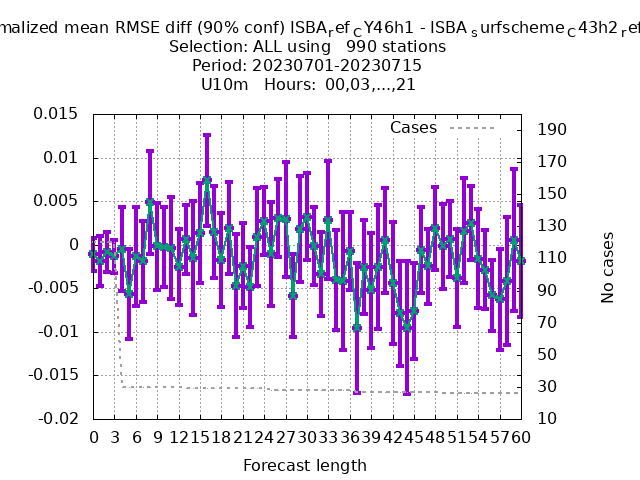 malized mean RMSE diff (90% conf) ISBA_ref_CY46h1 - ISBA_surfscheme_C43h2_ref
Selection: ALL using   990 stations
Period: 20230701-20230715
U10m   Hours: 00,03,...,21
Cases
0.015
0.01
0.005
0
-0.005
-0.01
-0.015
-0.02
190
170
150
130
110
90
70
50
30
10
No cases
0 3 6 9 12 15 18 21 24 27 30 33 36 39 42 45 48 51 54 57 60
Forecast length